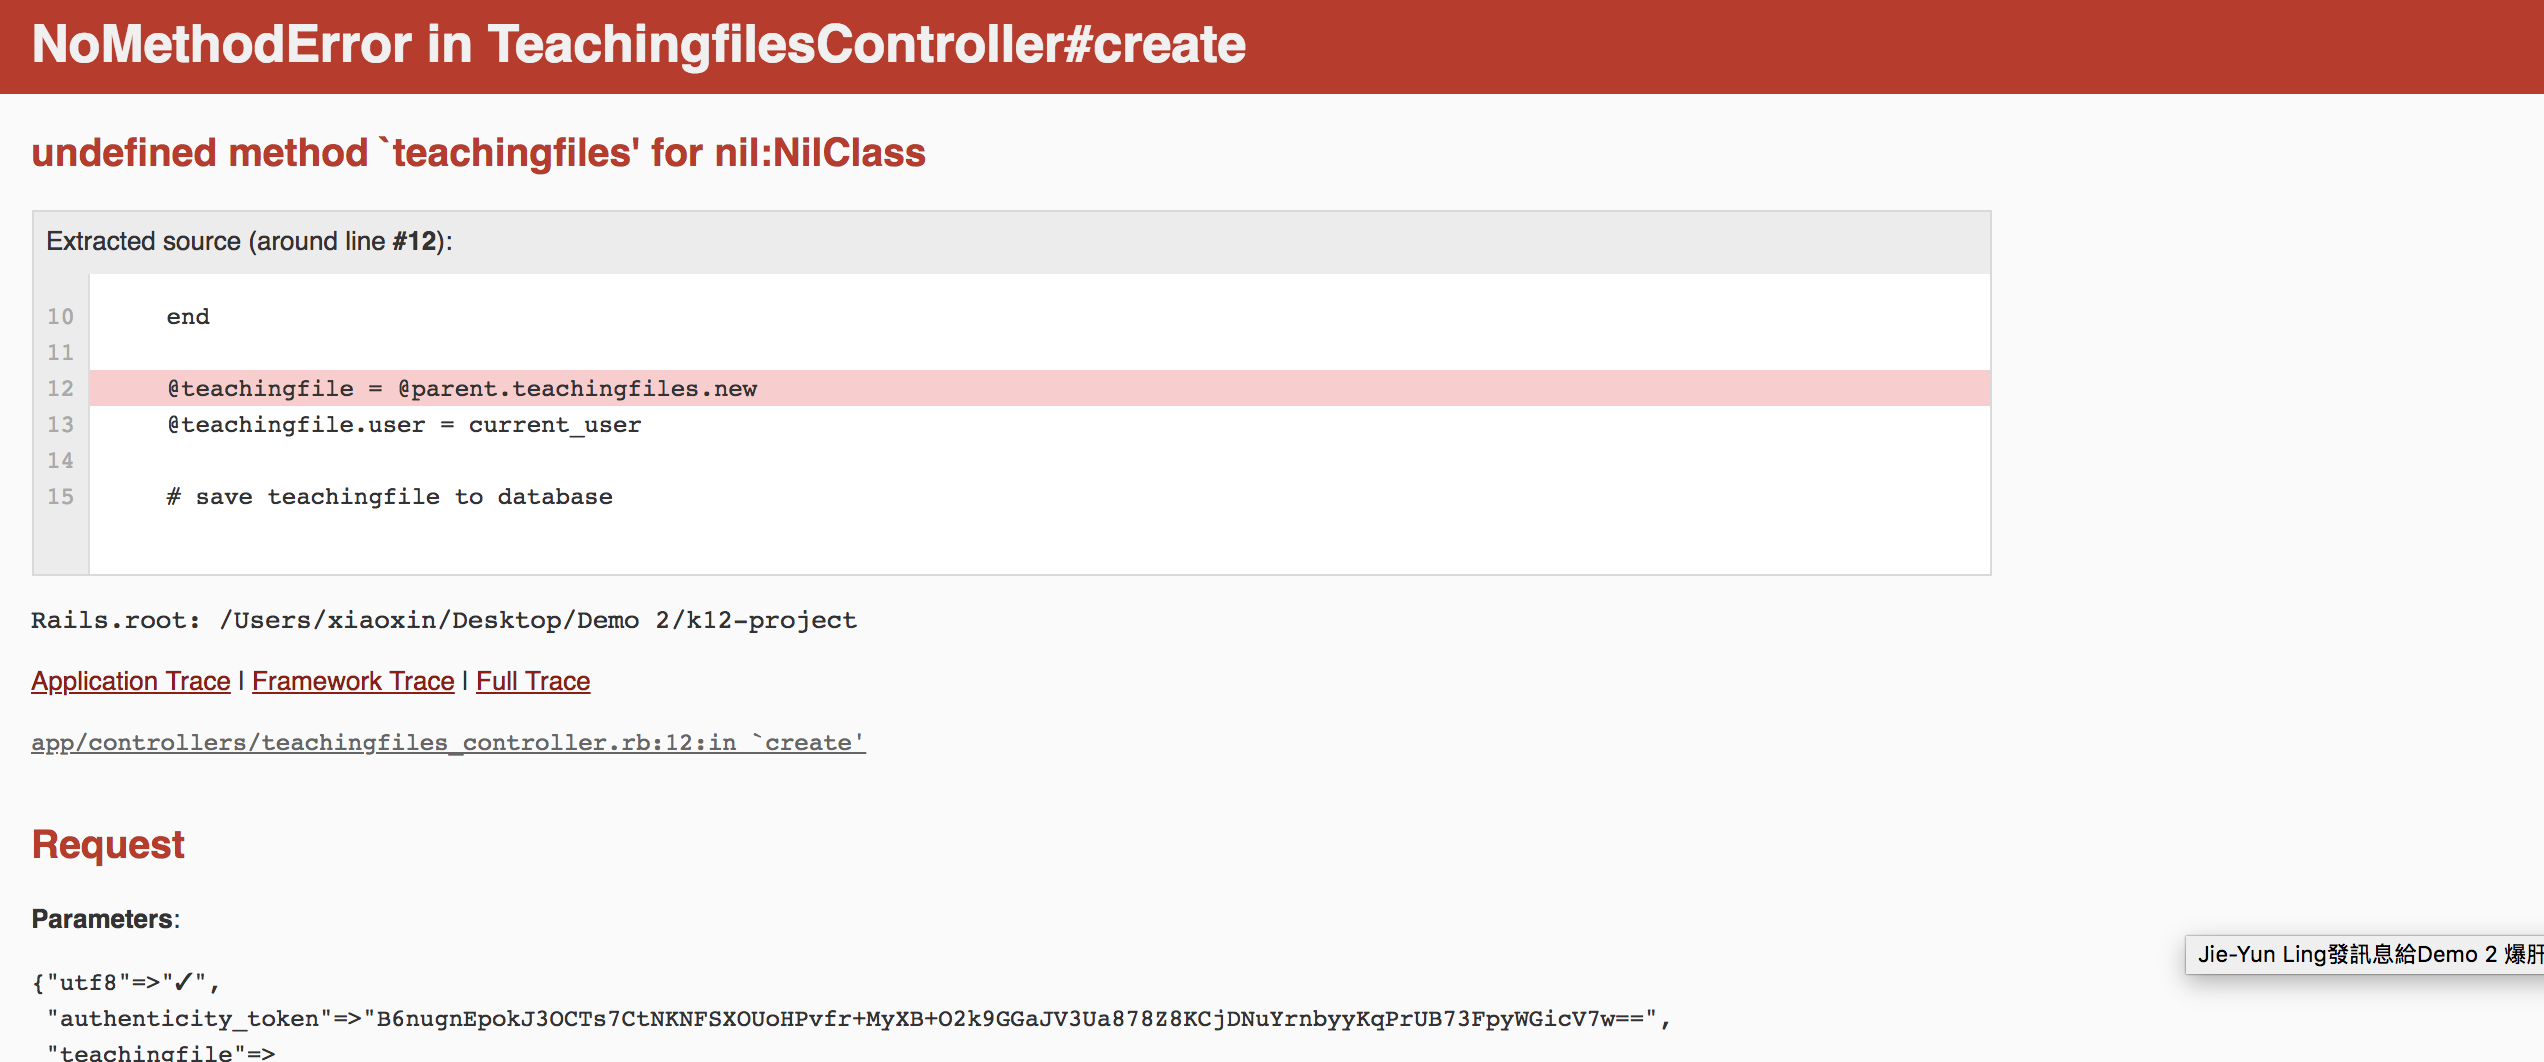 NoMethodError in TeachingfilesController#create
undefined method `teachingfiles' for nil:NilClass
Extracted source (around line #12):
10 end
11
12 @teachingfile = @parent.teachingfiles.new
13 @teachingfile.user = current_user
14
15 # save teachingfile to database
Rails.root: /Users/xiaoxin/Desktop/Demo 2/k12-project
Application Trace | Framework Trace | Full Trace
app/controllers/teachingfiles_controller.rb:12:in `create'
Request
Parameters:
Jie-Yun Ling發訊息給Demo 2 爆肝
{"utf8"=>"✓",
"authenticity_token"=>"B6nugnEpokJ3OCTs7CtNKNFSXOUoHPvfr+MyXB+O2k9GGaJV3Ua878Z8KCjDNuYrnbyyKqPrUB73FpyWGicV7w==",
"teachingfile"=>